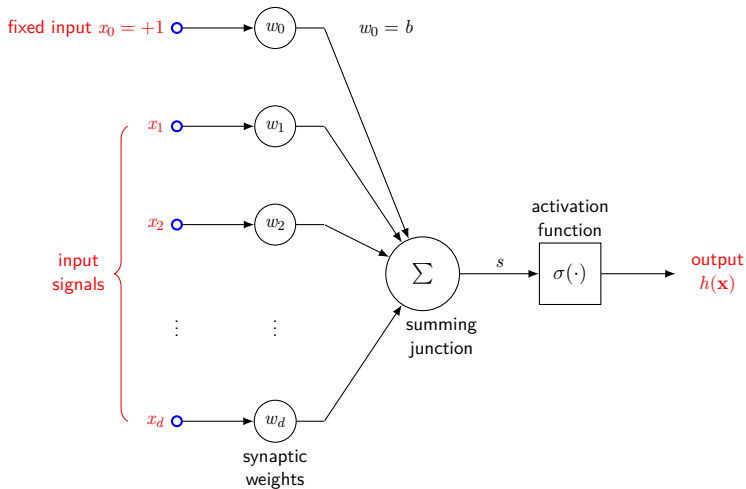 fixed input x₀ = +1
w₀
w₀ = b
x₁
w₁
x₂
w₂
input
signals
⋮
⋮
x_d
w_d
synaptic
weights
∑
summing
junction
s
activation
function
σ(·)
output
h(𝐱)